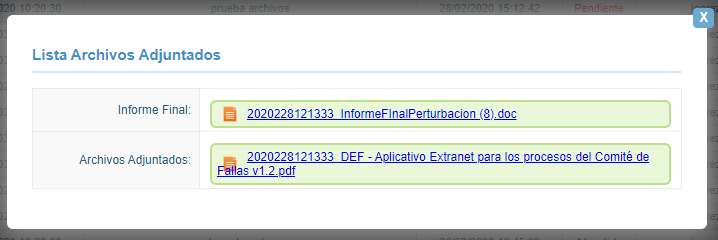 020 10:20:30 prueba archivos 28/02/2020 15:12:42 Pendiente
X
Lista Archivos Adjuntados
Informe Final: 2020228121333_InformeFInalPerturbacion (8).doc
Archivos Adjuntados: 2020228121333_DEF - Aplicativo Extranet para los procesos del Comité de
Fallas v1.2.pdf